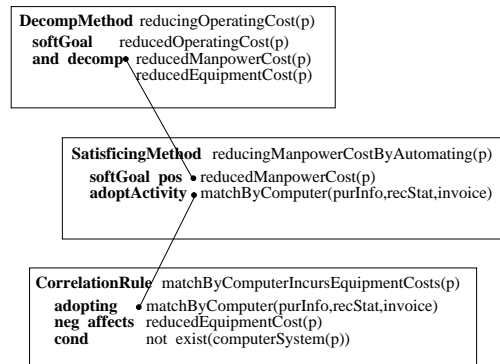 DecompMethod reducingOperatingCost(p)
softGoal reducedOperatingCost(p)
and decomp reducedManpowerCost(p)
reducedEquipmentCost(p)
SatisficingMethod reducingManpowerCostByAutomating(p)
softGoal pos reducedManpowerCost(p)
adoptActivity matchByComputer(purInfo,recStat,invoice)
CorrelationRule matchByComputerIncursEquipmentCosts(p)
adopting matchByComputer(purInfo,recStat,invoice)
neg affects reducedEquipmentCost(p)
cond not exist(computerSystem(p))